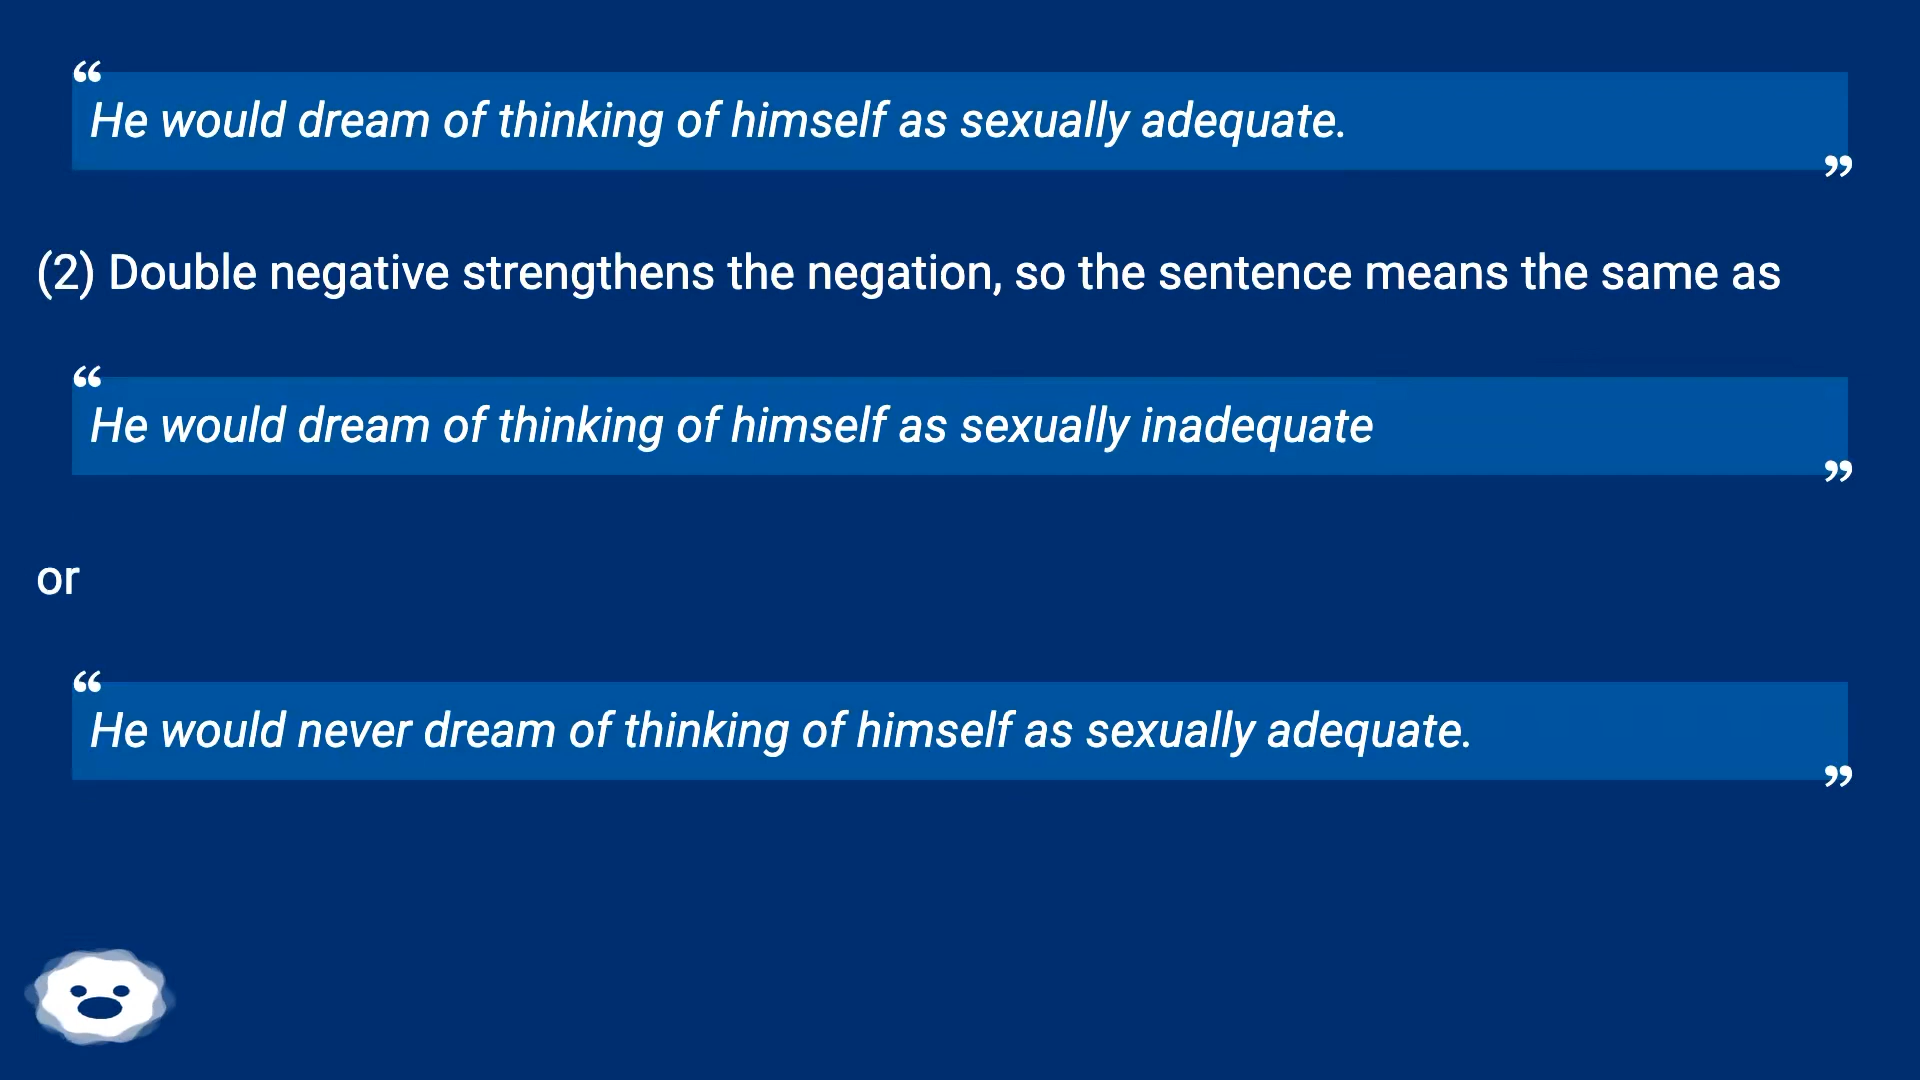 “
He would dream of thinking of himself as sexually adequate.
”
(2) Double negative strengthens the negation, so the sentence means the same as
“
He would dream of thinking of himself as sexually inadequate
”
or
“
He would never dream of thinking of himself as sexually adequate.
”